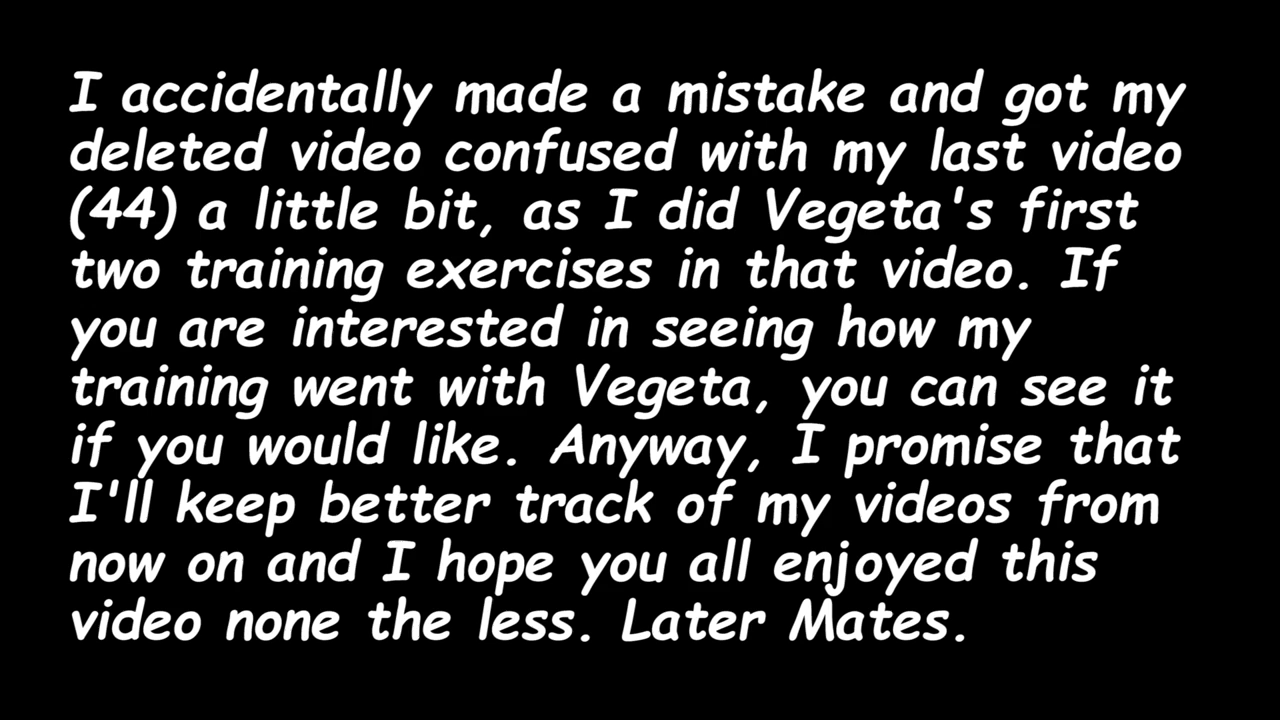 I accidentally made a mistake and got my
deleted video confused with my last video
(44) a little bit, as I did Vegeta's first
two training exercises in that video. If
you are interested in seeing how my
training went with Vegeta, you can see it
if you would like. Anyway, I promise that
I'll keep better track of my videos from
now on and I hope you all enjoyed this
video none the less. Later Mates.